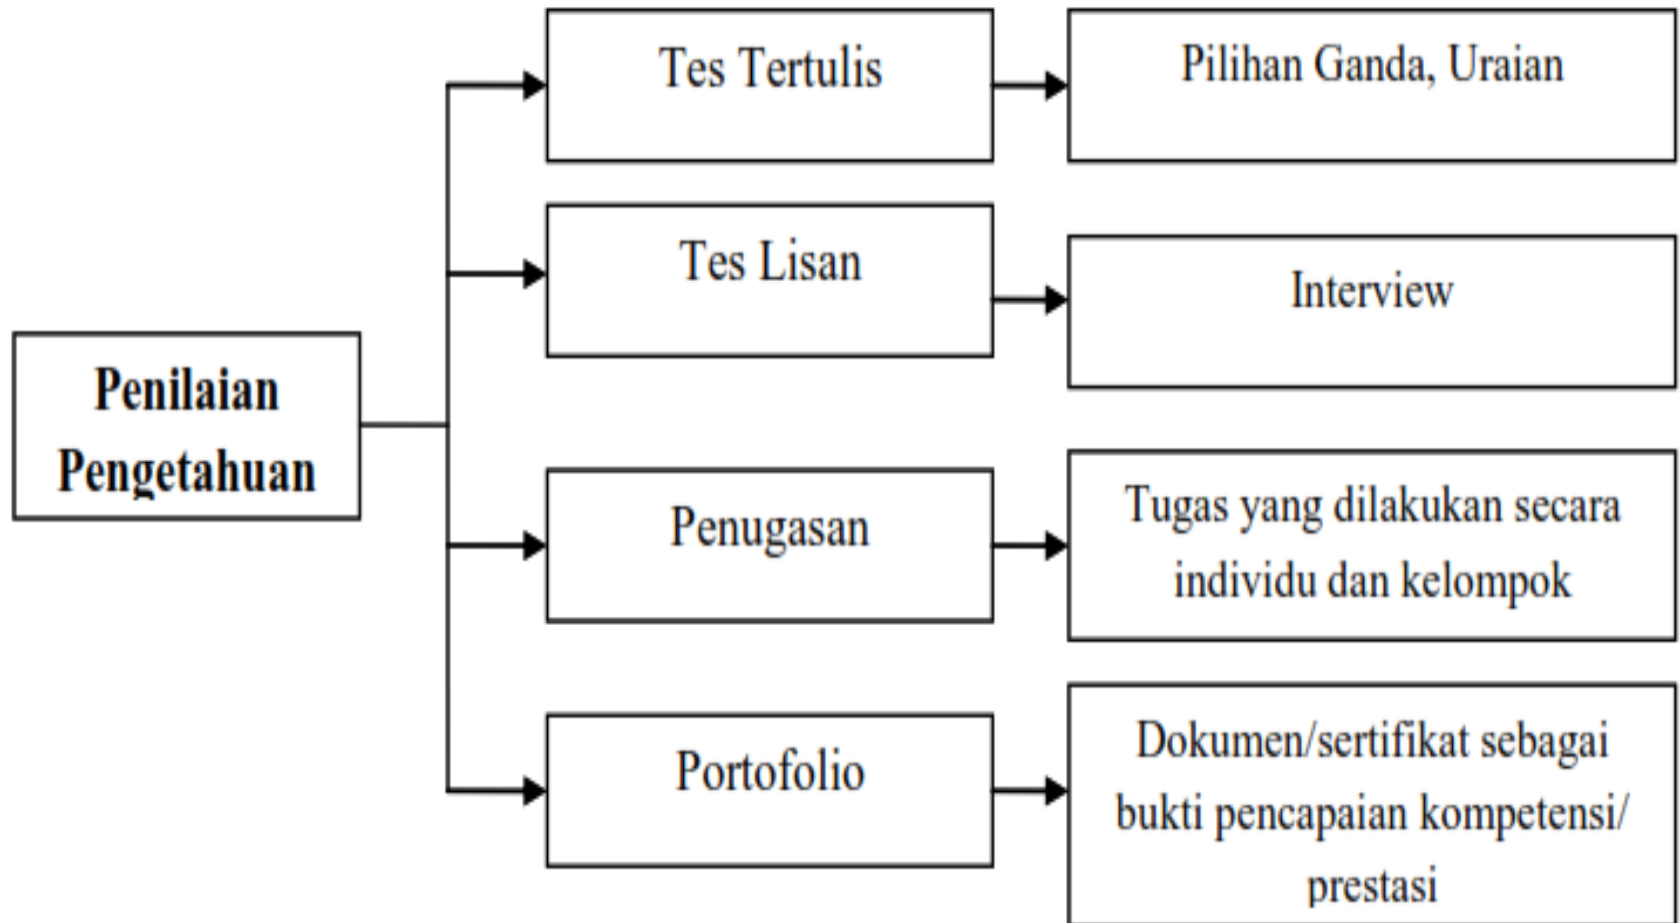 Penilaian
Pengetahuan
Tes Tertulis
Pilihan Ganda, Uraian
Tes Lisan
Interview
Penugasan
Tugas yang dilakukan secara
individu dan kelompok
Portofolio
Dokumen/sertifikat sebagai
bukti pencapaian kompetensi/
prestasi